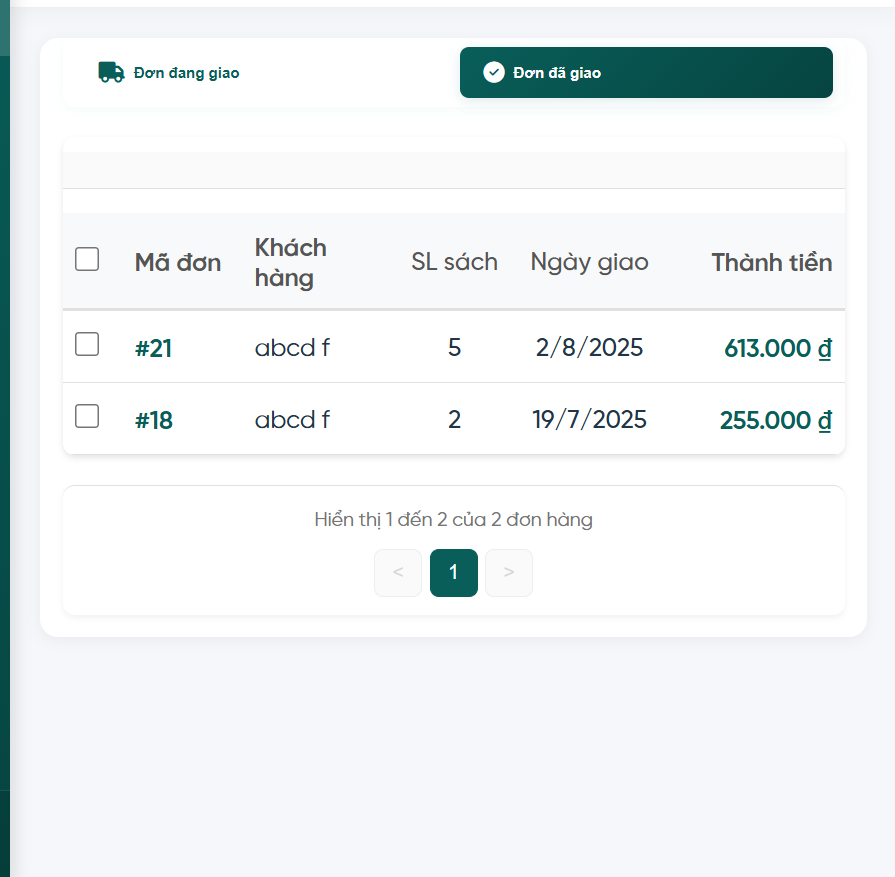 Đơn đang giao
Đơn đã giao
Mã đơn
Khách hàng
SL sách
Ngày giao
Thành tiền
#21 abcd f 5 2/8/2025 613.000 ₫
#18 abcd f 2 19/7/2025 255.000 ₫
Hiển thị 1 đến 2 của 2 đơn hàng
< 1 >